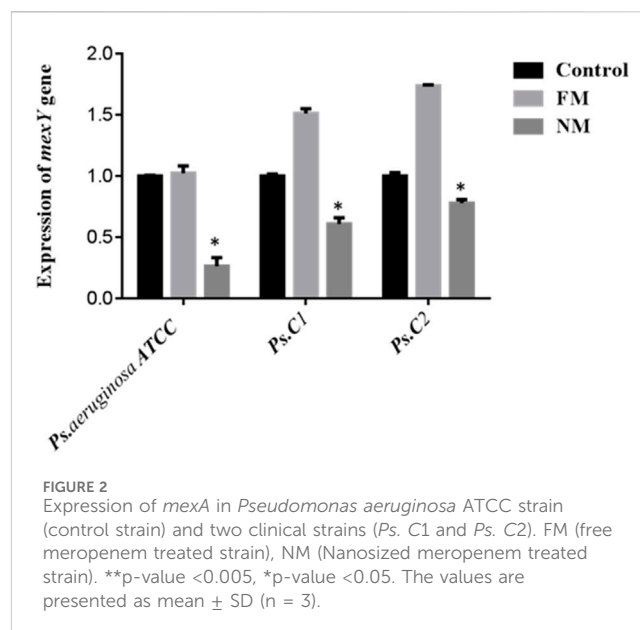 2.0
1.5
1.0
0.5
0.0
Expression of mexY gene
Control
FM
NM
*
*
*
Ps.aeruginosa ATCC
Ps.C1
Ps.C2
FIGURE 2
Expression of mexA in Pseudomonas aeruginosa ATCC strain
(control strain) and two clinical strains (Ps. C1 and Ps. C2). FM (free
meropenem treated strain), NM (Nanosized meropenem treated
strain). **p-value <0.005, *p-value <0.05. The values are
presented as mean ± SD (n = 3).